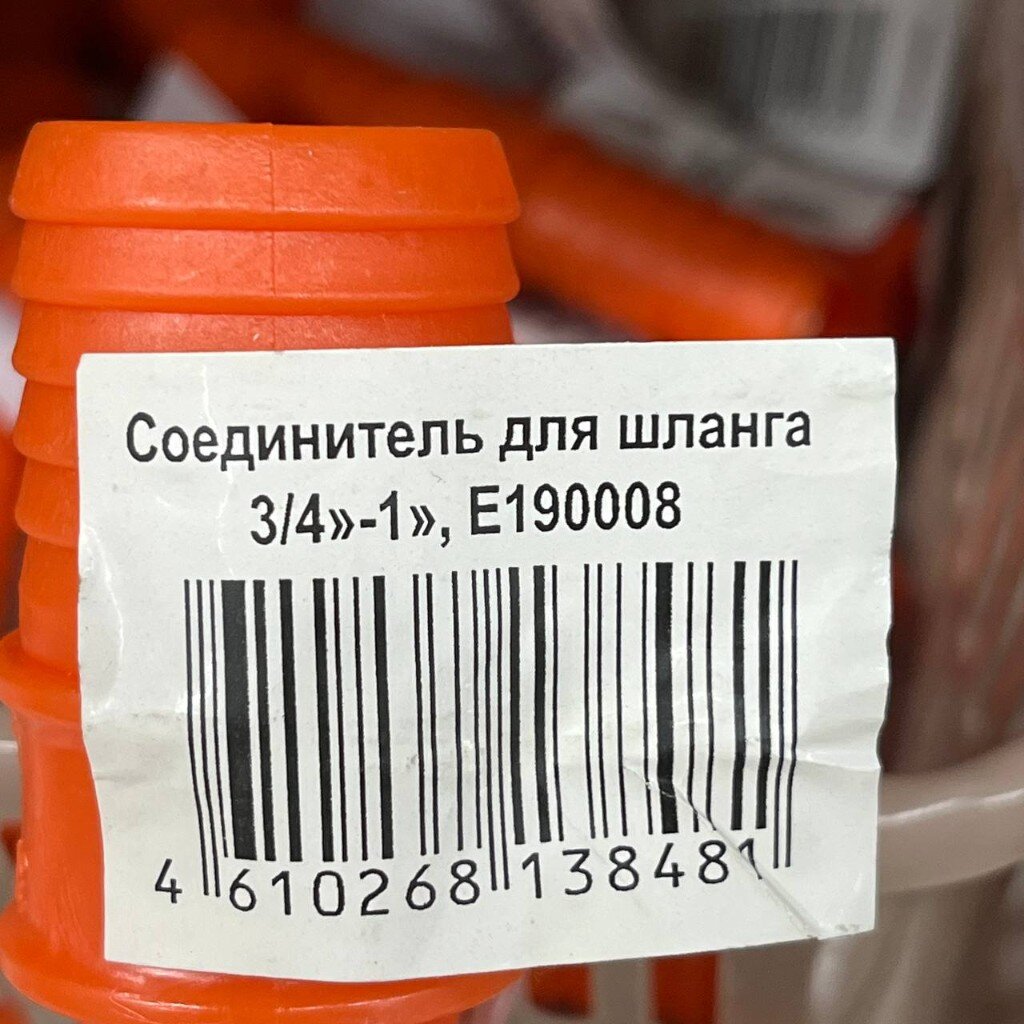 Соединитель для шланга
3/4»-1», E190008
4 610268 138481